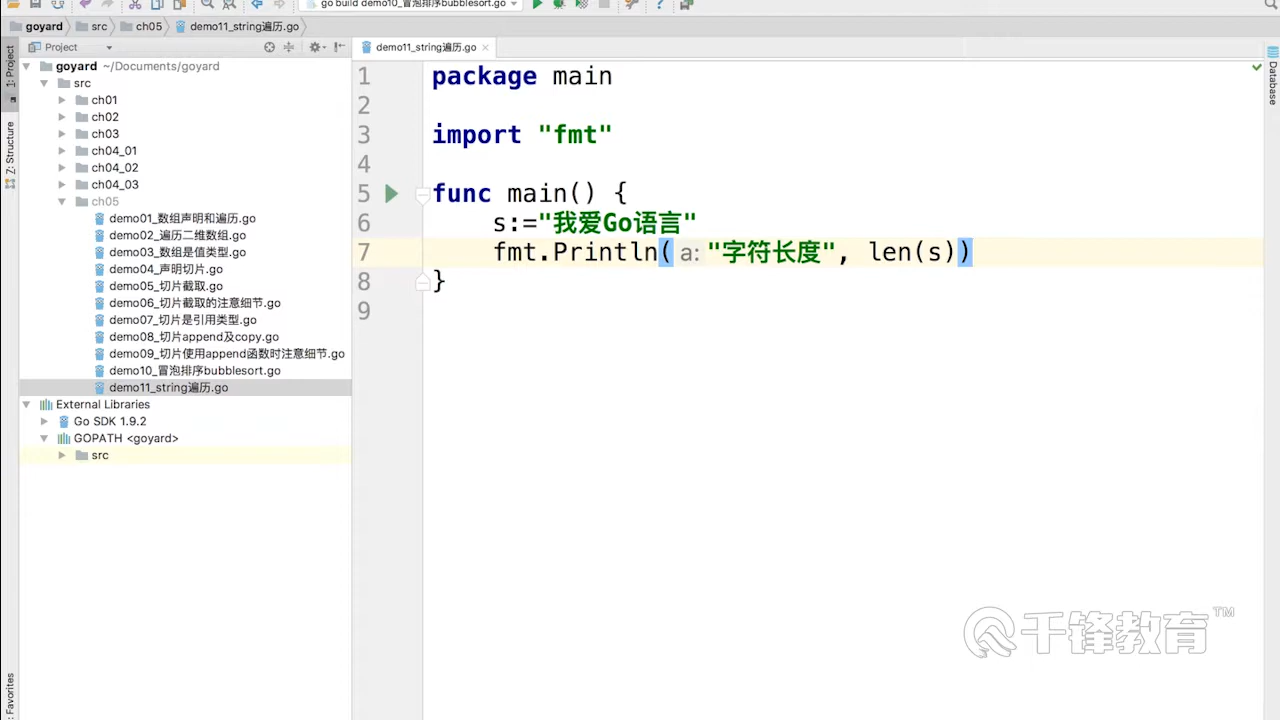 go build demo10_冒泡排序bubblesort.go
goyard src ch05 demo11_string遍历.go
Project
demo11_string遍历.go
1: Project
Z: Structure
Favorites
Database
goyard ~/Documents/goyard
src
ch01
ch02
ch03
ch04_01
ch04_02
ch04_03
ch05
demo01_数组声明和遍历.go
demo02_遍历二维数组.go
demo03_数组是值类型.go
demo04_声明切片.go
demo05_切片截取.go
demo06_切片截取的注意细节.go
demo07_切片是引用类型.go
demo08_切片append及copy.go
demo09_切片使用append函数时注意细节.go
demo10_冒泡排序bubblesort.go
demo11_string遍历.go
External Libraries
Go SDK 1.9.2
GOPATH <goyard>
src
1 package main
2
3 import "fmt"
4
5 func main() {
6 s:="我爱Go语言"
7 fmt.Println( a: "字符长度", len(s))
8 }
9
千锋教育™